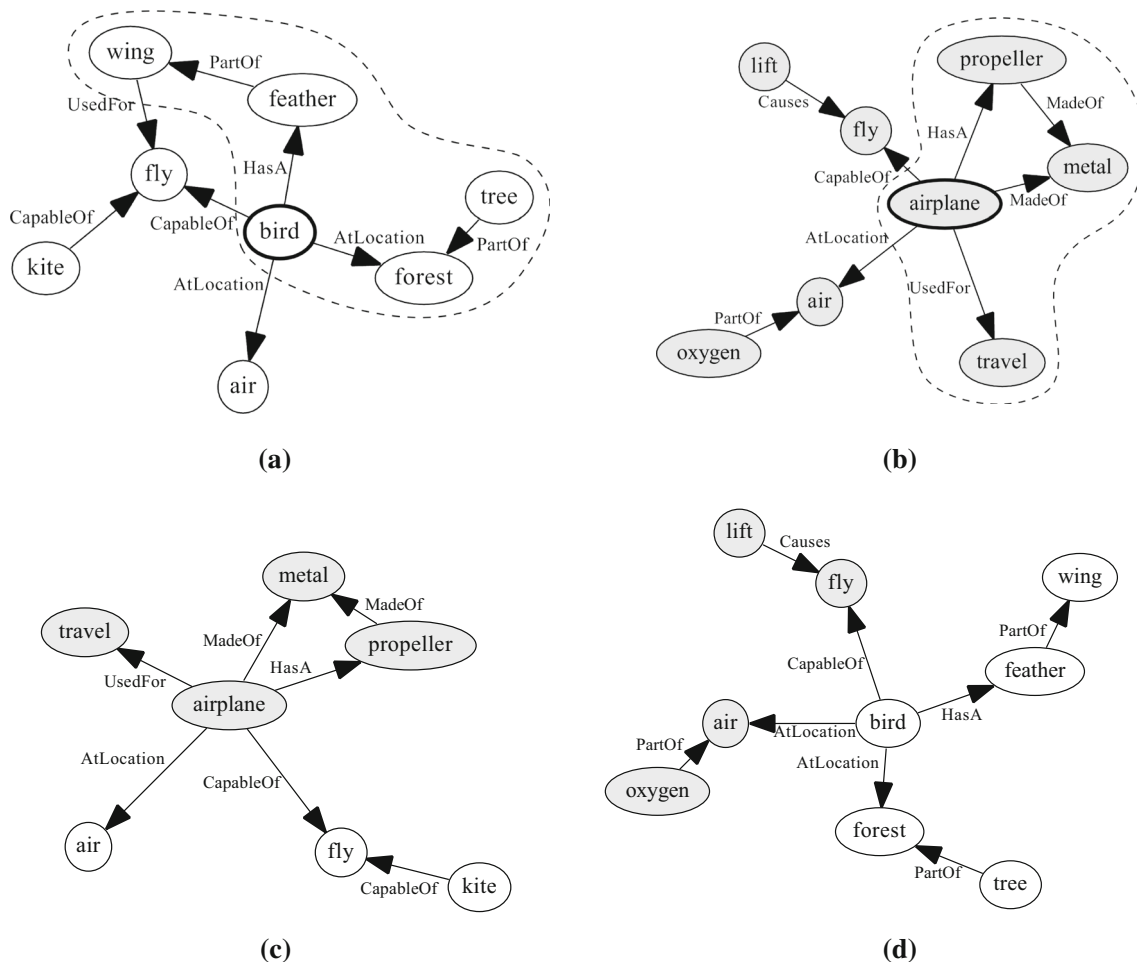 wing
PartOf
feather
UsedFor
HasA
fly
tree
CapableOf
CapableOf
bird
AtLocation
PartOf
kite
forest
AtLocation
air
(a)
lift
propeller
Causes
MadeOf
fly
HasA
CapableOf
metal
airplane
MadeOf
AtLocation
UsedFor
air
PartOf
oxygen
travel
(b)
metal
MadeOf
travel
MadeOf
propeller
UsedFor
HasA
airplane
AtLocation
CapableOf
air
fly
CapableOf
kite
(c)
lift
Causes
fly
wing
PartOf
CapableOf
feather
air
bird
HasA
AtLocation
PartOf
AtLocation
oxygen
forest
PartOf
tree
(d)